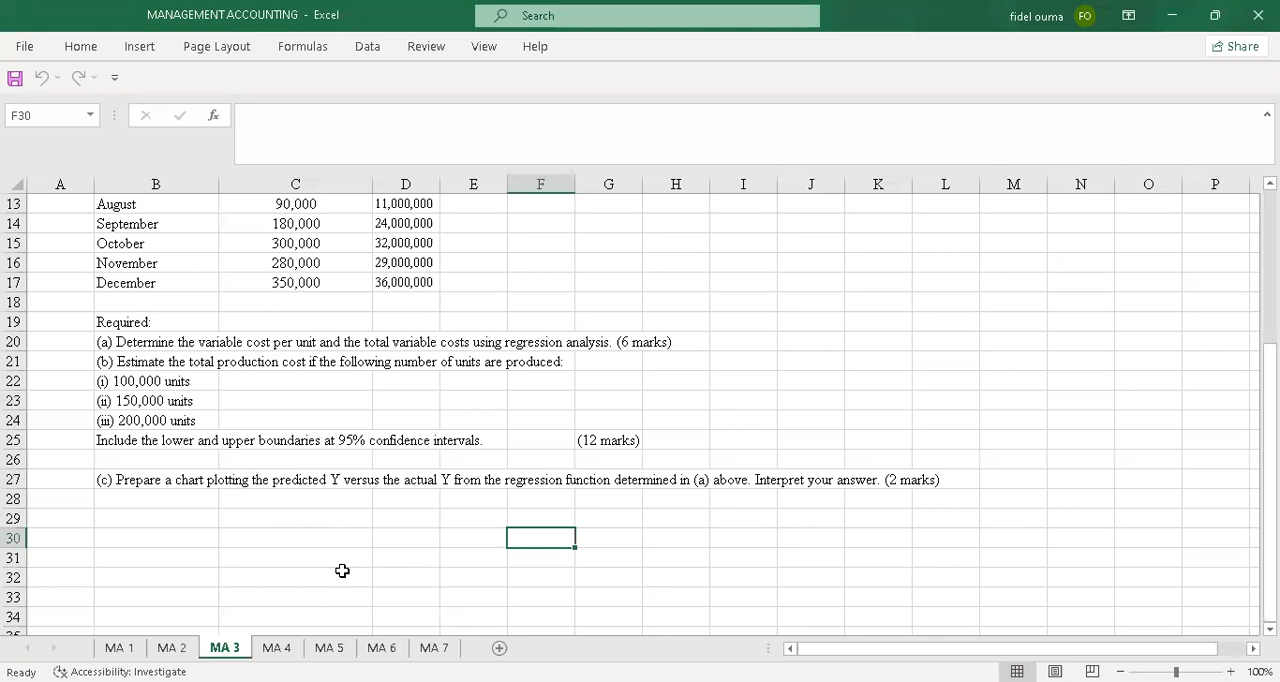 MANAGEMENT ACCOUNTING - Excel
Search
fidel ouma
FO
File Home Insert Page Layout Formulas Data Review View Help
Share
F30
fx
A B C D E F G H I J K L M N O P
13 August 90,000 11,000,000
14 September 180,000 24,000,000
15 October 300,000 32,000,000
16 November 280,000 29,000,000
17 December 350,000 36,000,000
18
19 Required:
20 (a) Determine the variable cost per unit and the total variable costs using regression analysis. (6 marks)
21 (b) Estimate the total production cost if the following number of units are produced:
22 (i) 100,000 units
23 (ii) 150,000 units
24 (iii) 200,000 units
25 Include the lower and upper boundaries at 95% confidence intervals. (12 marks)
26
27 (c) Prepare a chart plotting the predicted Y versus the actual Y from the regression function determined in (a) above. Interpret your answer. (2 marks)
28
29
30
31
32
33
34
MA 1 MA 2 MA 3 MA 4 MA 5 MA 6 MA 7
Ready Accessibility: Investigate 100%